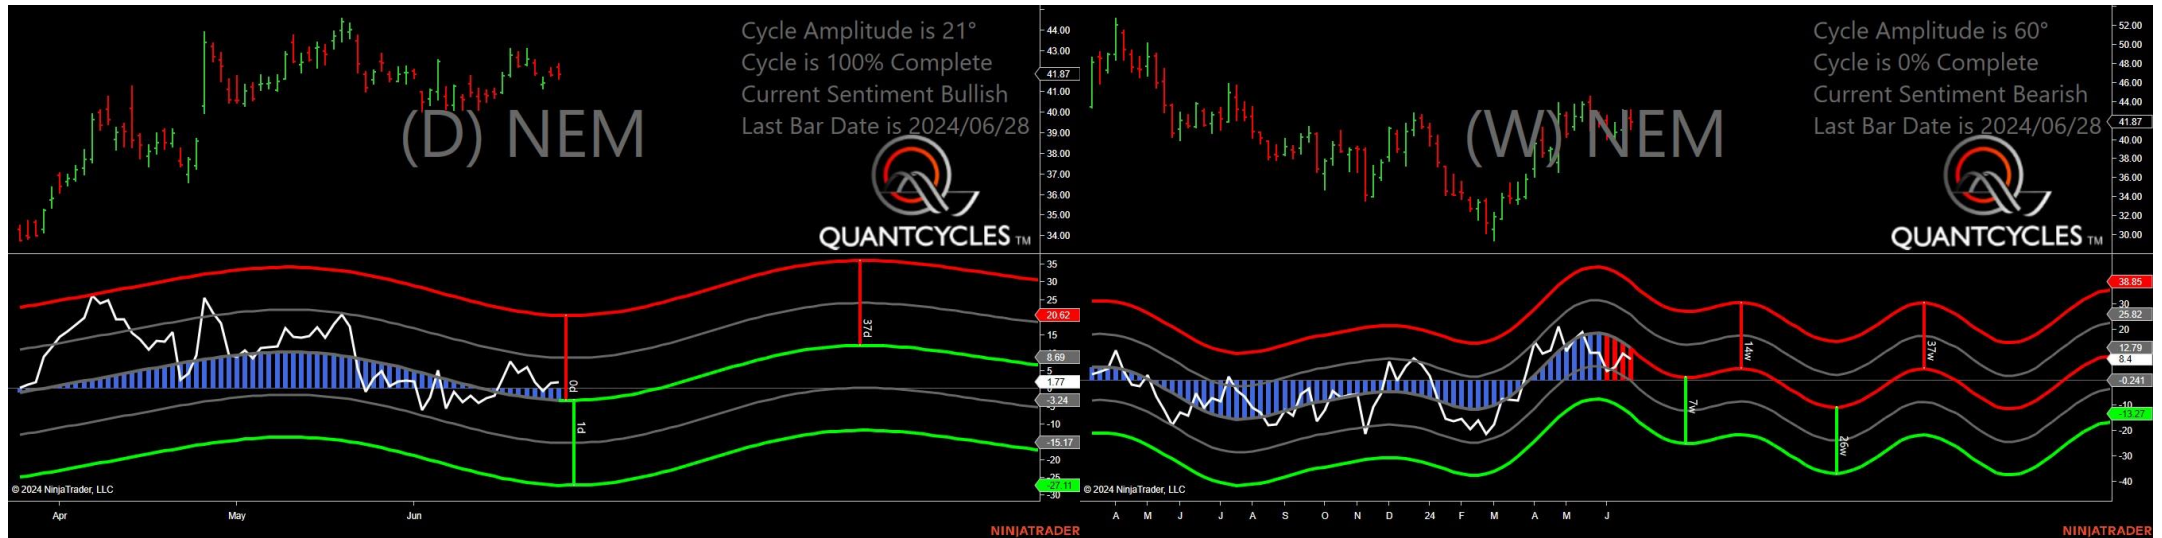 Cycle Amplitude is 21°
Cycle is 100% Complete
Current Sentiment Bullish
Last Bar Date is 2024/06/28
(D) NEM
QUANTCYCLES TM
44.00
43.00
41.87
41.00
40.00
39.00
38.00
37.00
36.00
35.00
34.00
35
30
25
20.62
15
8.69
5
1.77
-3.24
-10
-15.17
-20
-27.11
-30
0d
1d
37d
© 2024 NinjaTrader, LLC
Apr
May
Jun
NINJATRADER
Cycle Amplitude is 60°
Cycle is 0% Complete
Current Sentiment Bearish
Last Bar Date is 2024/06/28
(W) NEM
QUANTCYCLES TM
52.00
50.00
48.00
46.00
44.00
41.87
40.00
38.00
36.00
34.00
32.00
30.00
38.85
30
25.82
20
12.79
8.4
-0.241
-10
-13.27
-20
-30
-40
7w
14w
26w
37w
© 2024 NinjaTrader, LLC
A M J J A S O N D 24 F M A M J
NINJATRADER